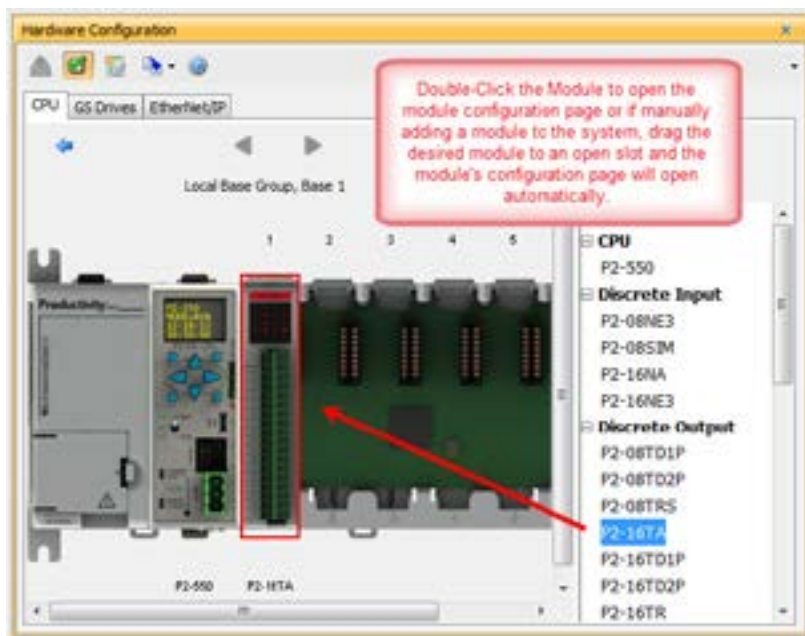 Hardware Configuration
CPU
GS Drives
EtherNet/IP
Double-Click the Module to open the
module configuration page or if manually
adding a module to the system, drag the
desired module to an open slot and the
module's configuration page will open
automatically.
Local Base Group, Base 1
1 2 3 4 5
Productivity
P2-550
P2-16TA
CPU
P2-550
Discrete Input
P2-08NE3
P2-08SIM
P2-16NA
P2-16NE3
Discrete Output
P2-08TD1P
P2-08TD2P
P2-08TRS
P2-16TA
P2-16TD1P
P2-16TD2P
P2-16TR